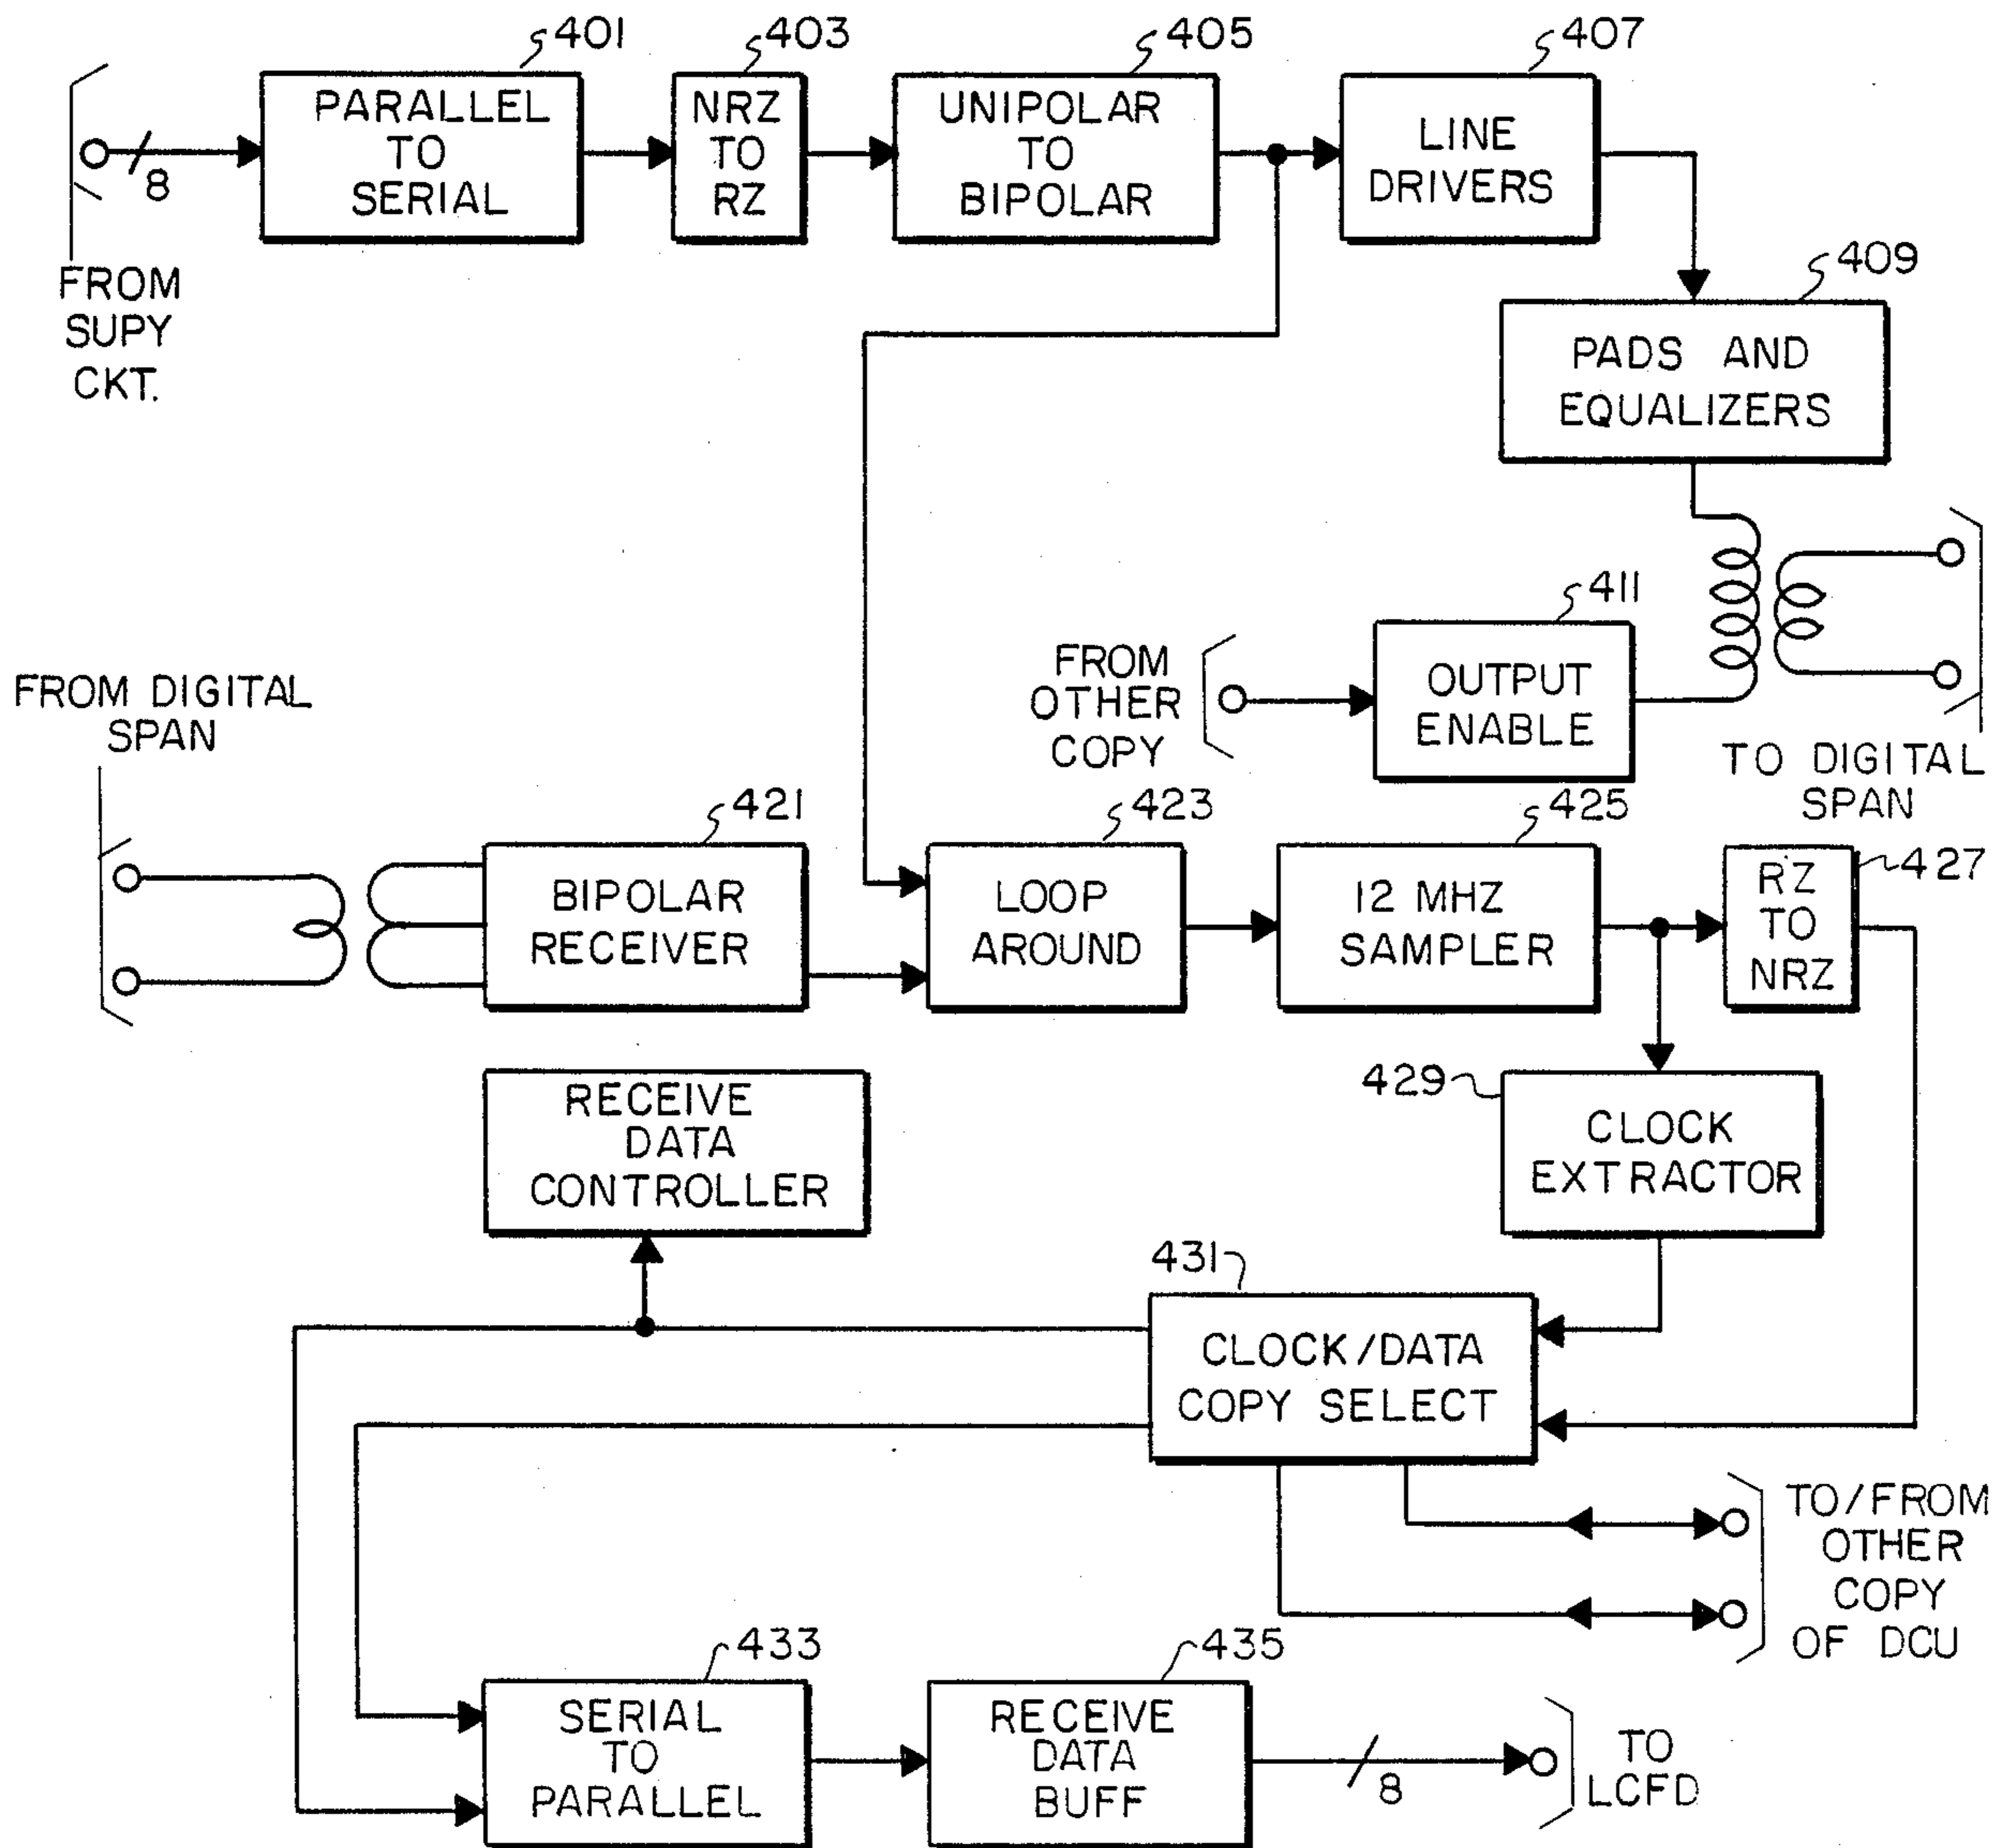 401
403
405
407
PARALLEL
TO
SERIAL
NRZ
TO
RZ
UNIPOLAR
TO
BIPOLAR
LINE
DRIVERS
8
FROM
SUPY
CKT.
409
PADS AND
EQUALIZERS
411
FROM
OTHER
COPY
OUTPUT
ENABLE
TO DIGITAL
SPAN
FROM DIGITAL
SPAN
421
423
425
427
BIPOLAR
RECEIVER
LOOP
AROUND
12 MHZ
SAMPLER
RZ
TO
NRZ
RECEIVE
DATA
CONTROLLER
429
CLOCK
EXTRACTOR
431
CLOCK/DATA
COPY SELECT
TO/FROM
OTHER
COPY
OF DCU
433
435
SERIAL
TO
PARALLEL
RECEIVE
DATA
BUFF
8
TO
LCFD